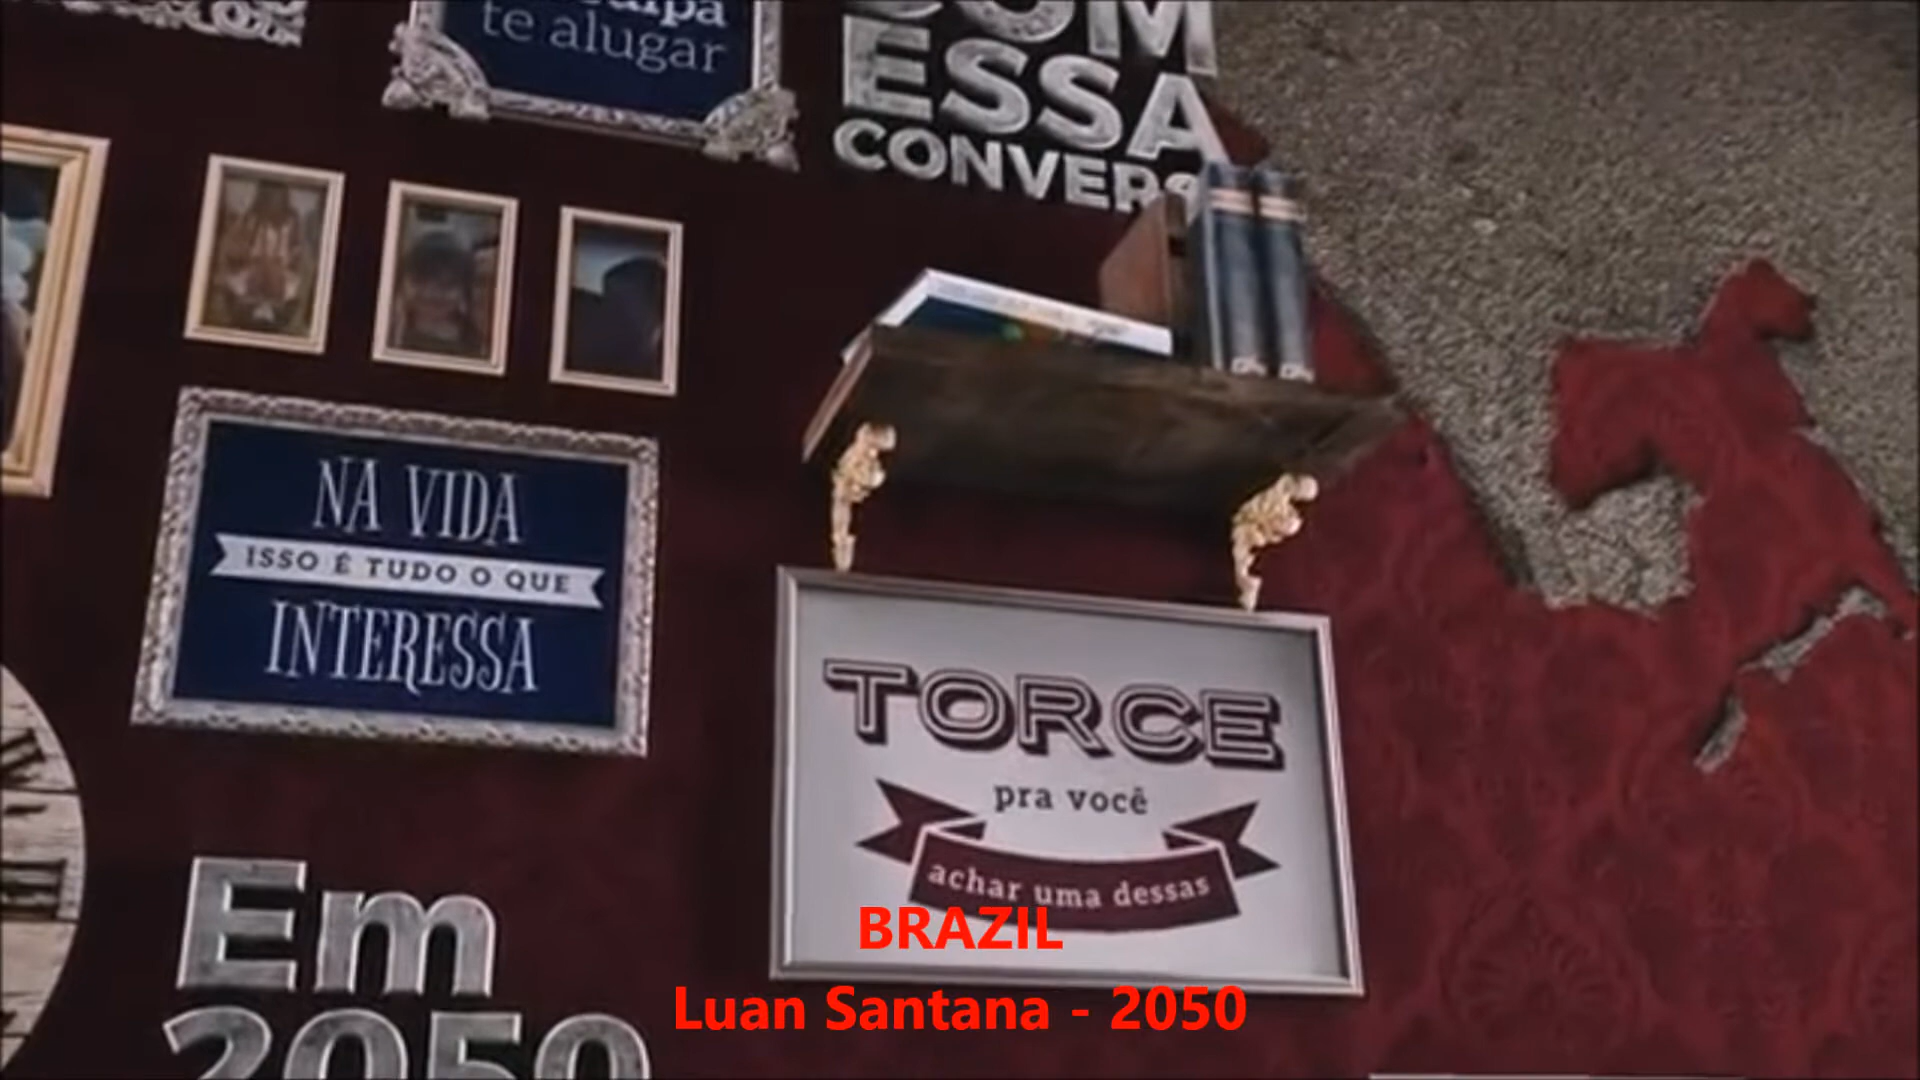 te alugar
ESSA
NA VIDA
ISSO É TUDO O QUE
INTERESSA
TORCE
pra você
achar uma dessas
Em
2050
BRAZIL
Luan Santana - 2050